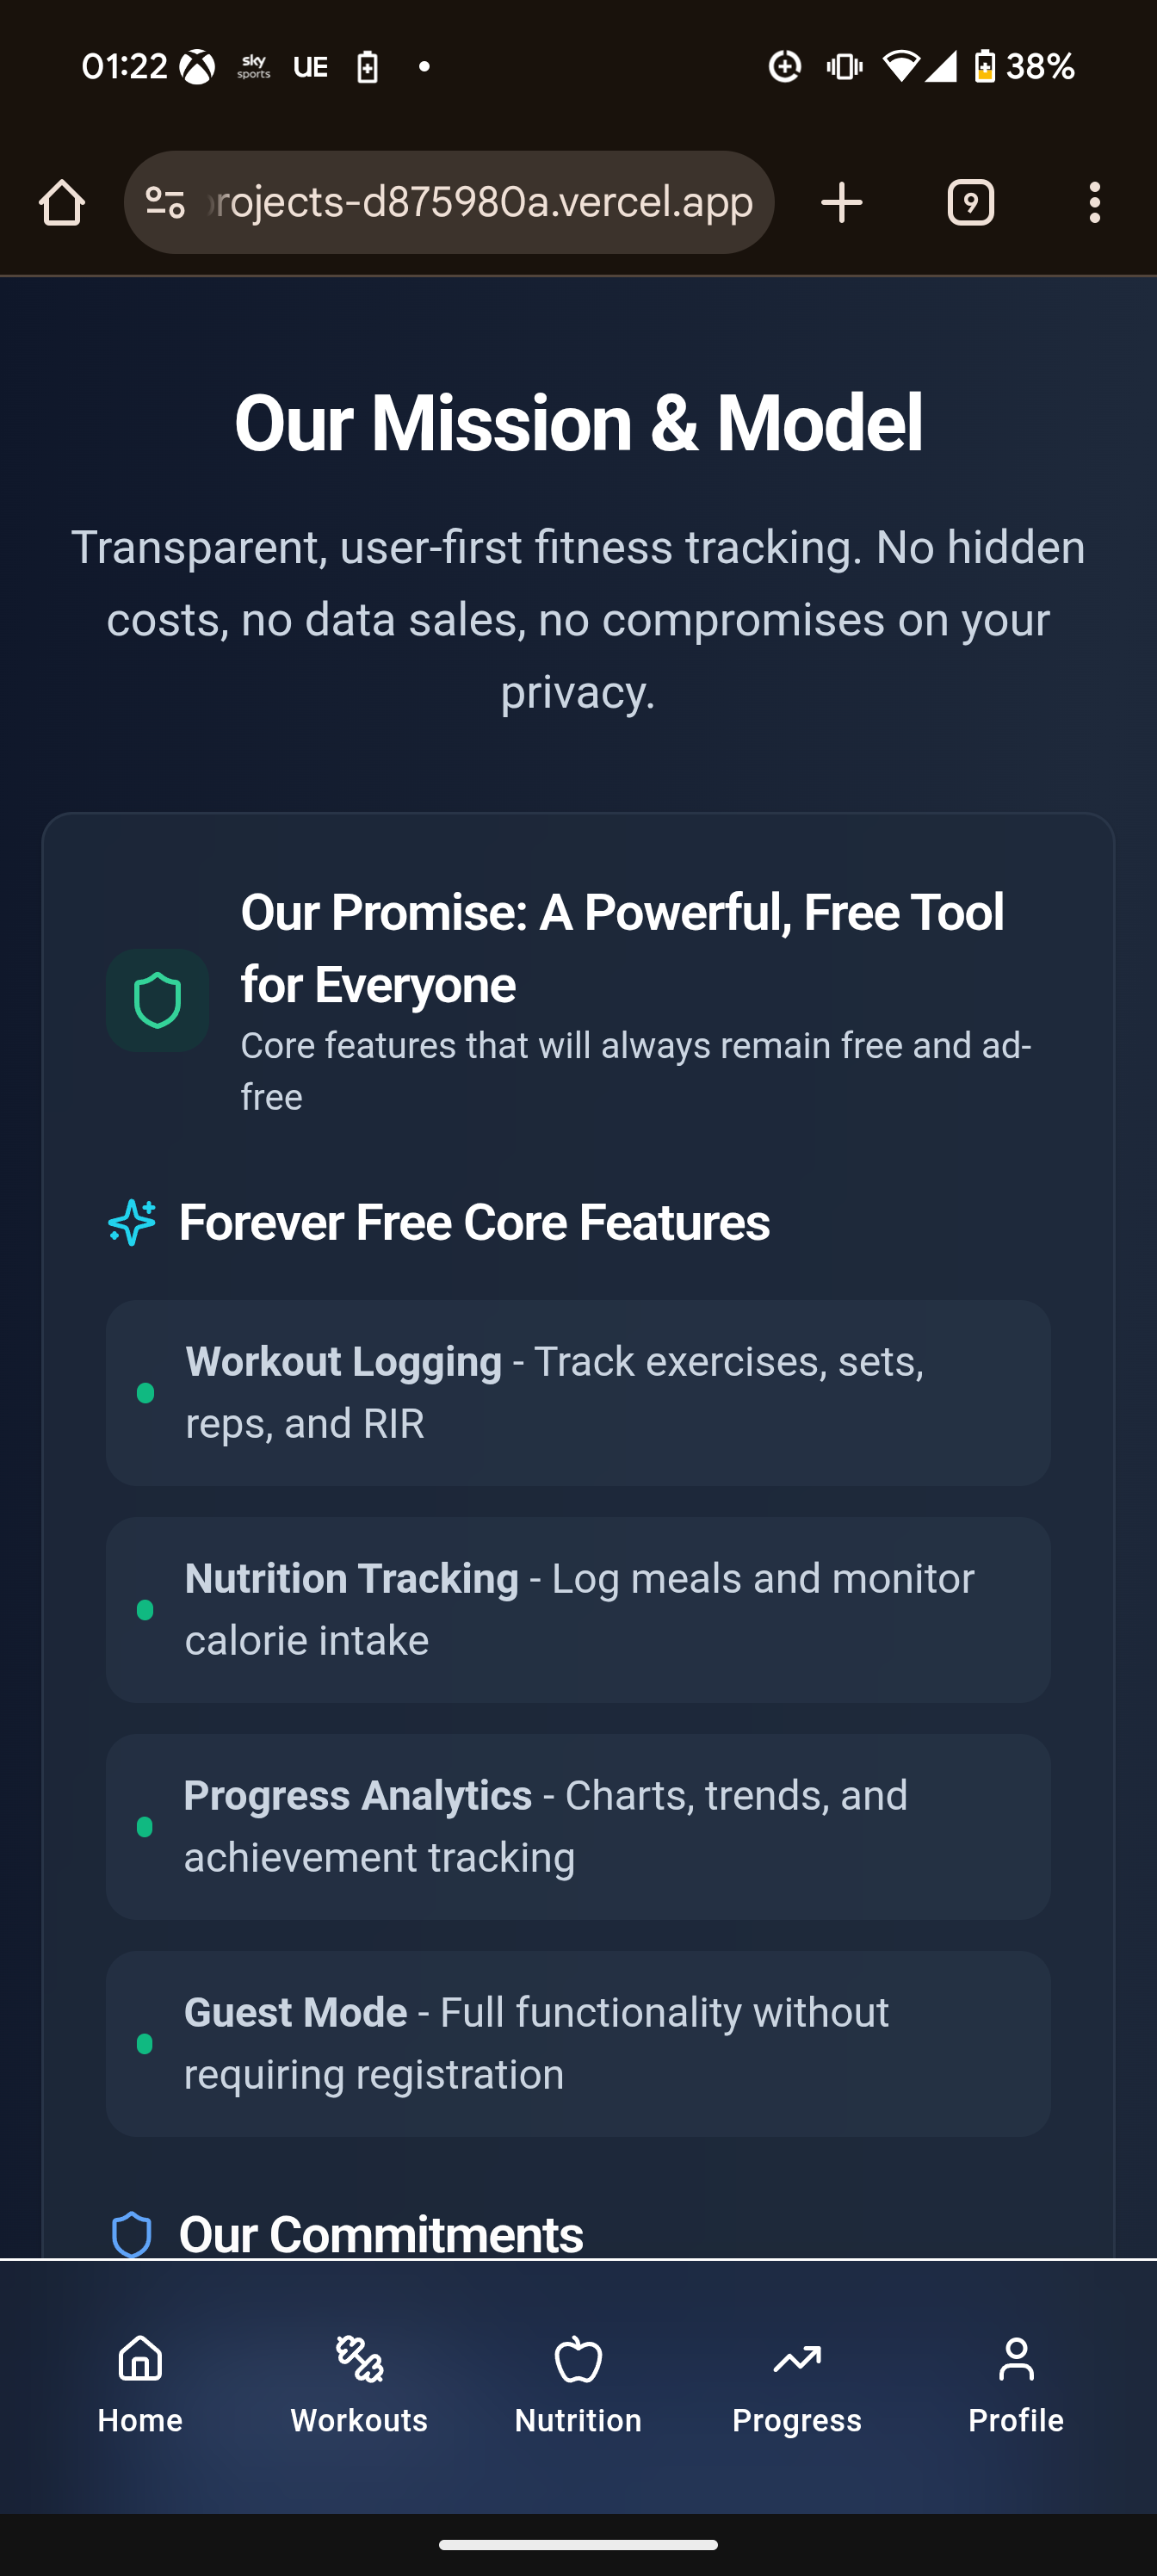 01:22 sky sports UE 38%
rojects-d875980a.vercel.app 9
Our Mission & Model
Transparent, user-first fitness tracking. No hidden
costs, no data sales, no compromises on your
privacy.
Our Promise: A Powerful, Free Tool
for Everyone
Core features that will always remain free and ad-
free
Forever Free Core Features
Workout Logging - Track exercises, sets,
reps, and RIR
Nutrition Tracking - Log meals and monitor
calorie intake
Progress Analytics - Charts, trends, and
achievement tracking
Guest Mode - Full functionality without
requiring registration
Our Commitments
Home Workouts Nutrition Progress Profile